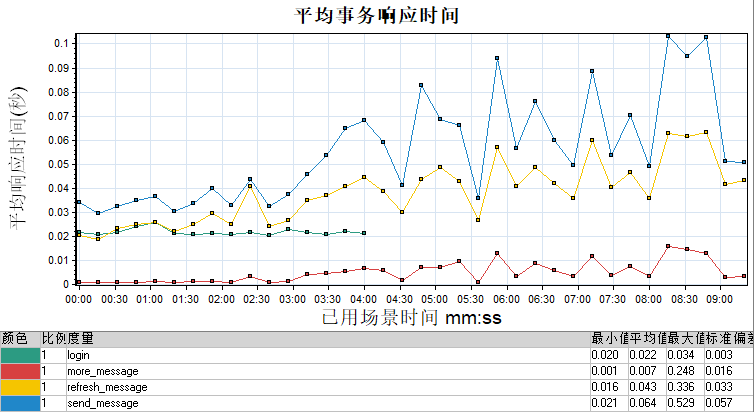 平均事务响应时间
平均响应时间(秒)
0.1
0.09
0.08
0.07
0.06
0.05
0.04
0.03
0.02
0.01
0
00:00 00:30 01:00 01:30 02:00 02:30 03:00 03:30 04:00 04:30 05:00 05:30 06:00 06:30 07:00 07:30 08:00 08:30 09:00
已用场景时间 mm:ss
颜色 比例 度量 最小值 平均值 最大值 标准偏差
1 login 0.020 0.022 0.034 0.003
1 more_message 0.001 0.007 0.248 0.016
1 refresh_message 0.016 0.043 0.336 0.033
1 send_message 0.021 0.064 0.529 0.057